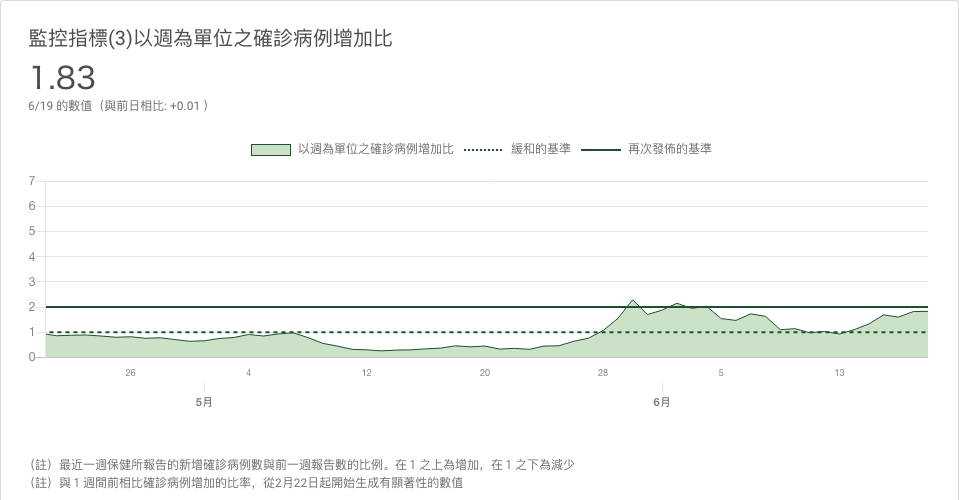 監控指標(3)以週為單位之確診病例增加比
1.83
6/19 的數值（與前日相比: +0.01 ）
以週為單位之確診病例增加比 緩和的基準 再次發佈的基準
7
6
5
4
3
2
1
0
26 4 12 20 28 5 13
5月 6月
（註）最近一週保健所報告的新增確診病例數與前一週報告數的比例。在 1 之上為增加，在 1 之下為減少
（註）與 1 週間前相比確診病例增加的比率，從2月22日起開始生成有顯著性的數值